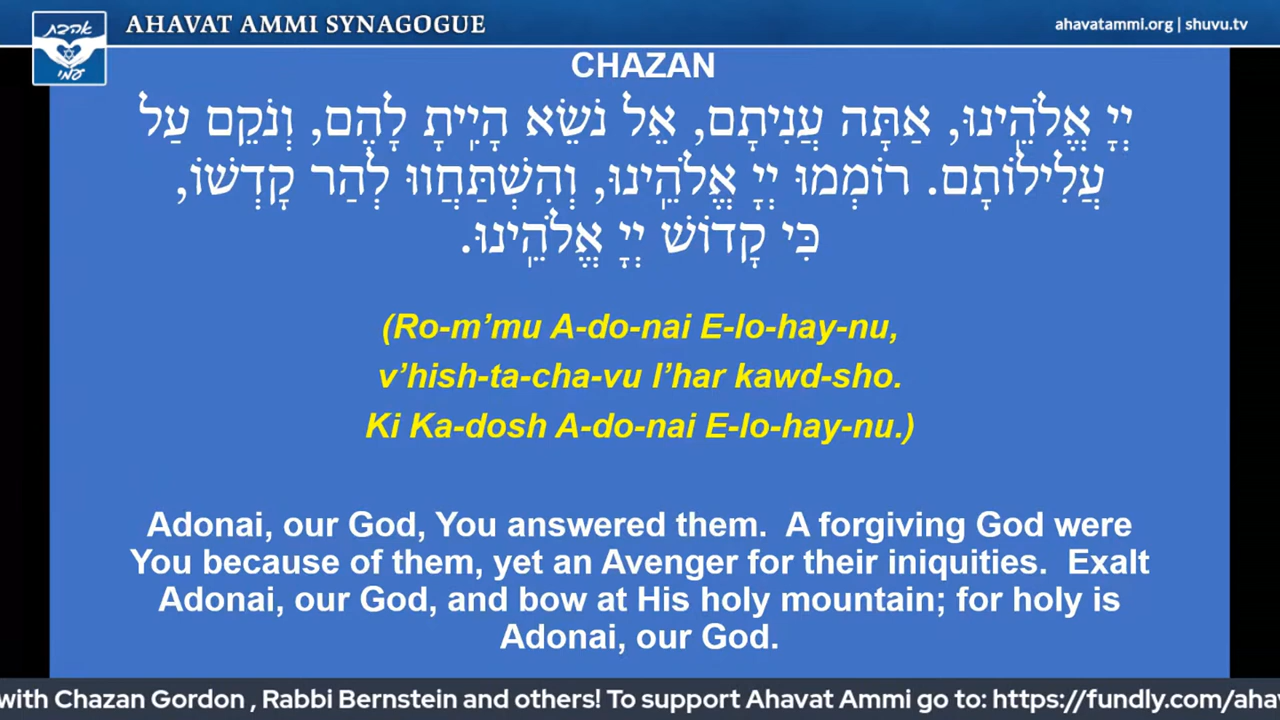 אהבת
עמי
AHAVAT AMMI SYNAGOGUE
ahavatammi.org | shuvu.tv
CHAZAN
יְיָ אֱלֹהֵֽינוּ, אַתָּה עֲנִיתָם, אֵל נֹשֵׂא הָיִֽיתָ לָהֶם, וְנֹקֵם עַל
עֲלִילוֹתָם. רוֹמְמוּ יְיָ אֱלֹהֵֽינוּ, וְהִשְׁתַּחֲווּ לְהַר קָדְשׁוֹ,
כִּי קָדוֹשׁ יְיָ אֱלֹהֵֽינוּ.
(Ro-m’mu A-do-nai E-lo-hay-nu,
v’hish-ta-cha-vu l’har kawd-sho.
Ki Ka-dosh A-do-nai E-lo-hay-nu.)
Adonai, our God, You answered them.  A forgiving God were
You because of them, yet an Avenger for their iniquities.  Exalt
Adonai, our God, and bow at His holy mountain; for holy is
Adonai, our God.
with Chazan Gordon , Rabbi Bernstein and others! To support Ahavat Ammi go to: https://fundly.com/aha